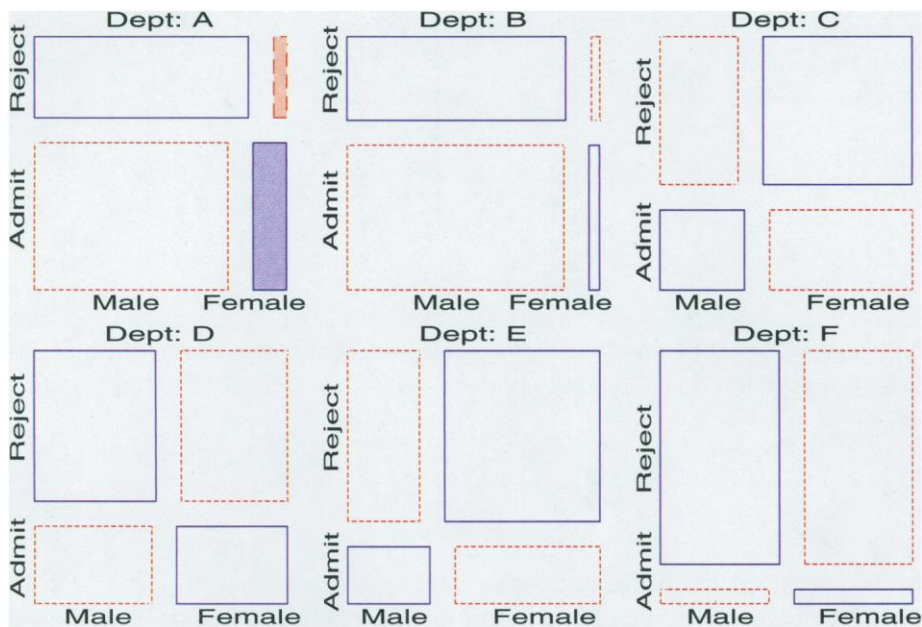 Dept: A
Reject
Admit
Male Female
Dept: B
Reject
Admit
Male Female
Dept: C
Reject
Admit
Male Female
Dept: D
Reject
Admit
Male Female
Dept: E
Reject
Admit
Male Female
Dept: F
Reject
Admit
Male Female